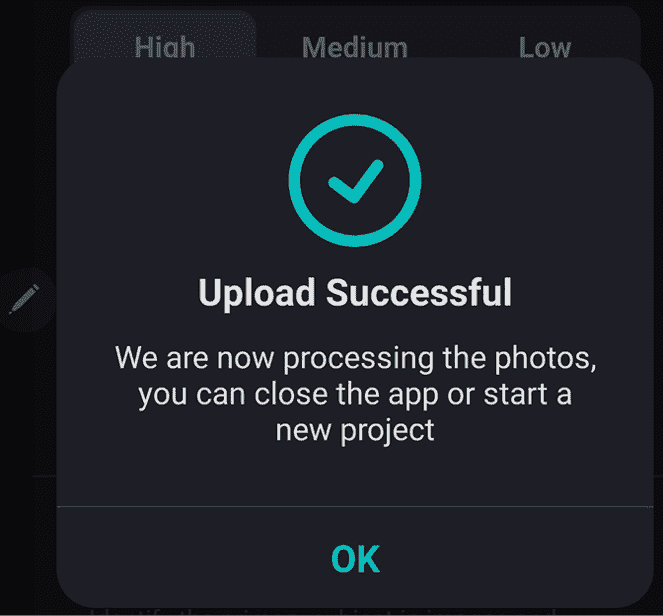 High Medium Low
Upload Successful
We are now processing the photos,
you can close the app or start a
new project
OK